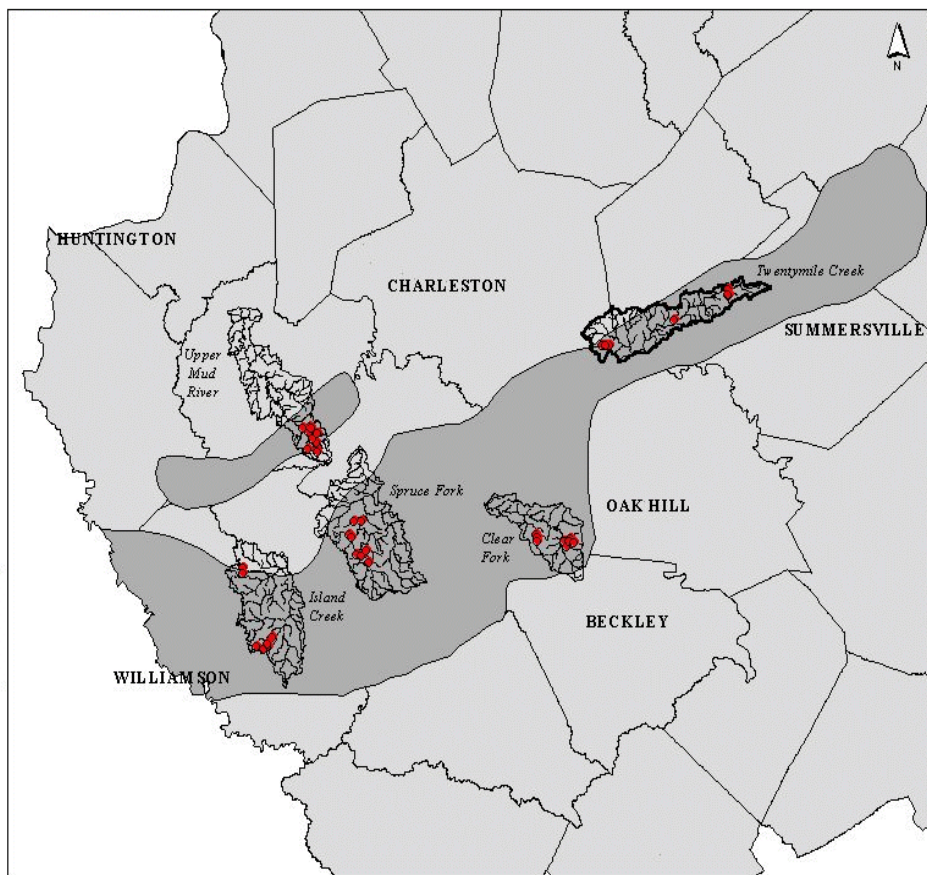 N
HUNTINGTON
Twentymile Creek
CHARLESTON
SUMMERSVILLE
Upper
Mud
River
Spruce Fork
OAK HILL
Clear
Fork
Island
Creek
BECKLEY
WILLIAMSON